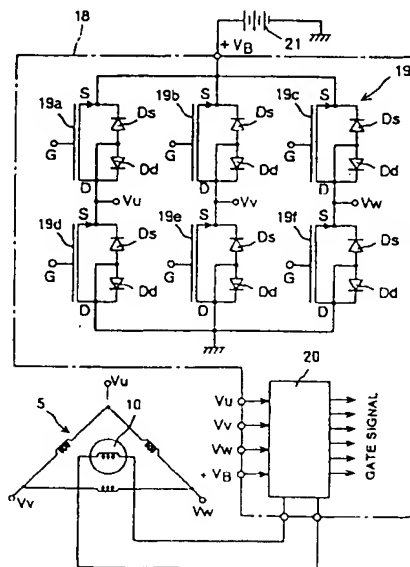 18
21
+ VB
19
19a
S
Ds
G
Dd
D
19b
S
Ds
G
Dd
D
19c
S
Ds
G
Dd
D
Vu
Vv
Vw
19d
S
Ds
G
Dd
D
19e
S
Ds
G
Dd
D
19f
S
Ds
G
Dd
D
20
Vu
5
10
Vv
Vw
Vu
Vv
Vw
+ VB
GATE SIGNAL